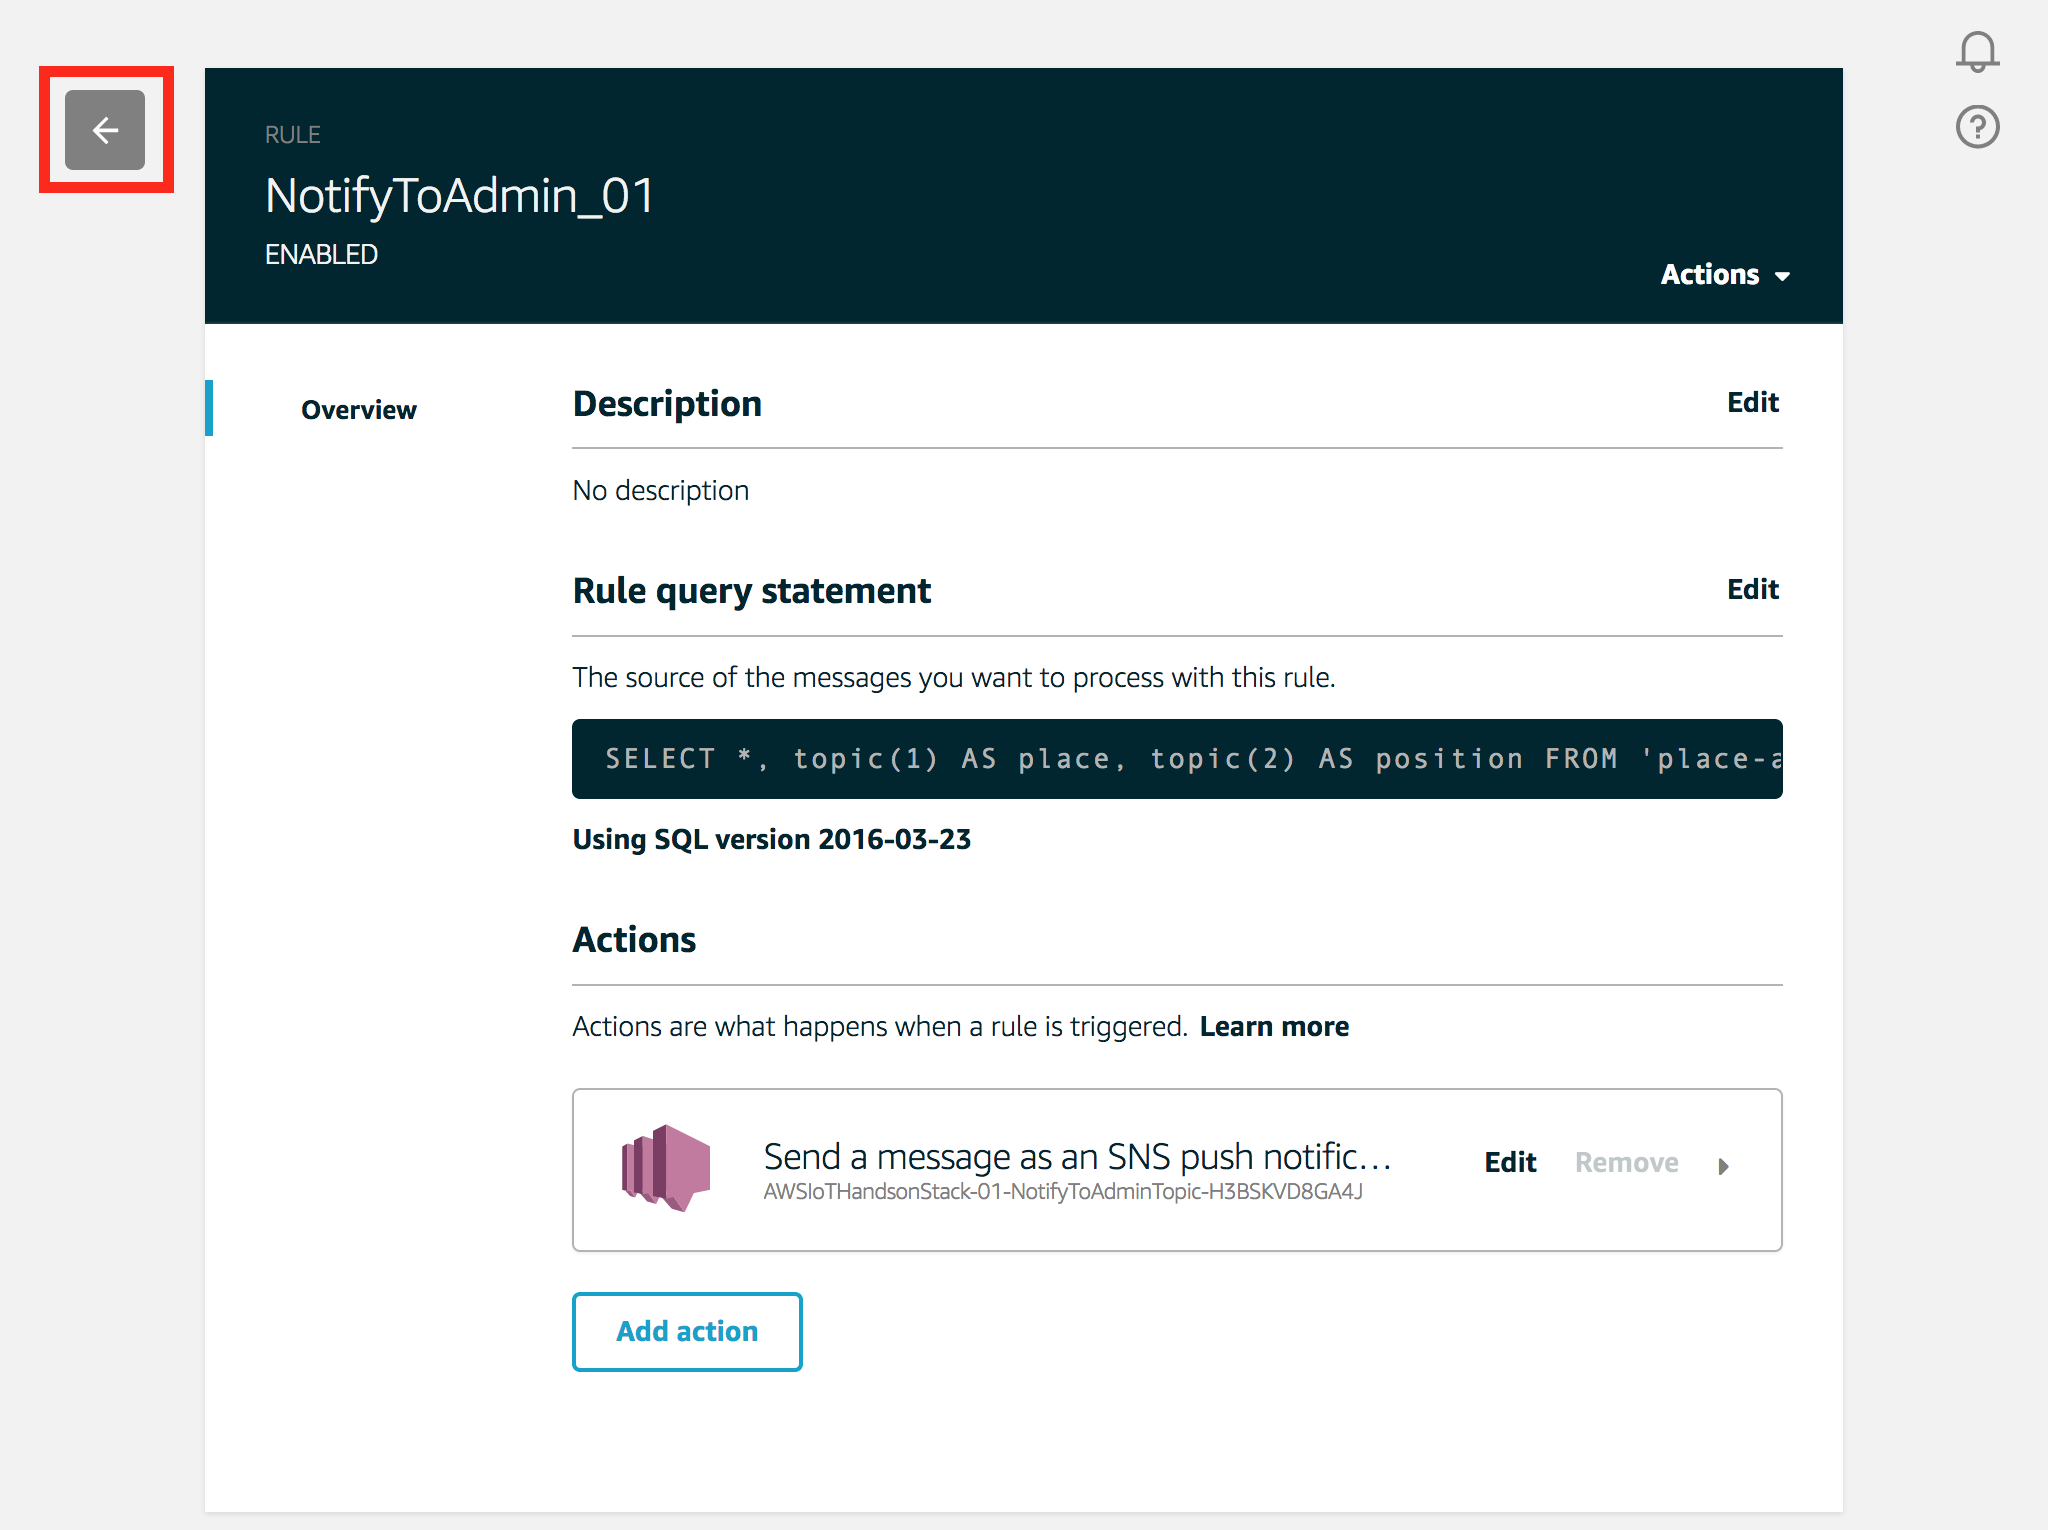 RULE
NotifyToAdmin_01
ENABLED
Actions
Overview
Description
Edit
No description
Rule query statement
Edit
The source of the messages you want to process with this rule.
SELECT *, topic(1) AS place, topic(2) AS position FROM 'place-a
Using SQL version 2016-03-23
Actions
Actions are what happens when a rule is triggered. Learn more
Send a message as an SNS push notific...
Edit
Remove
AWSIoTHandsonStack-01-NotifyToAdminTopic-H3BSKVD8GA4J
Add action